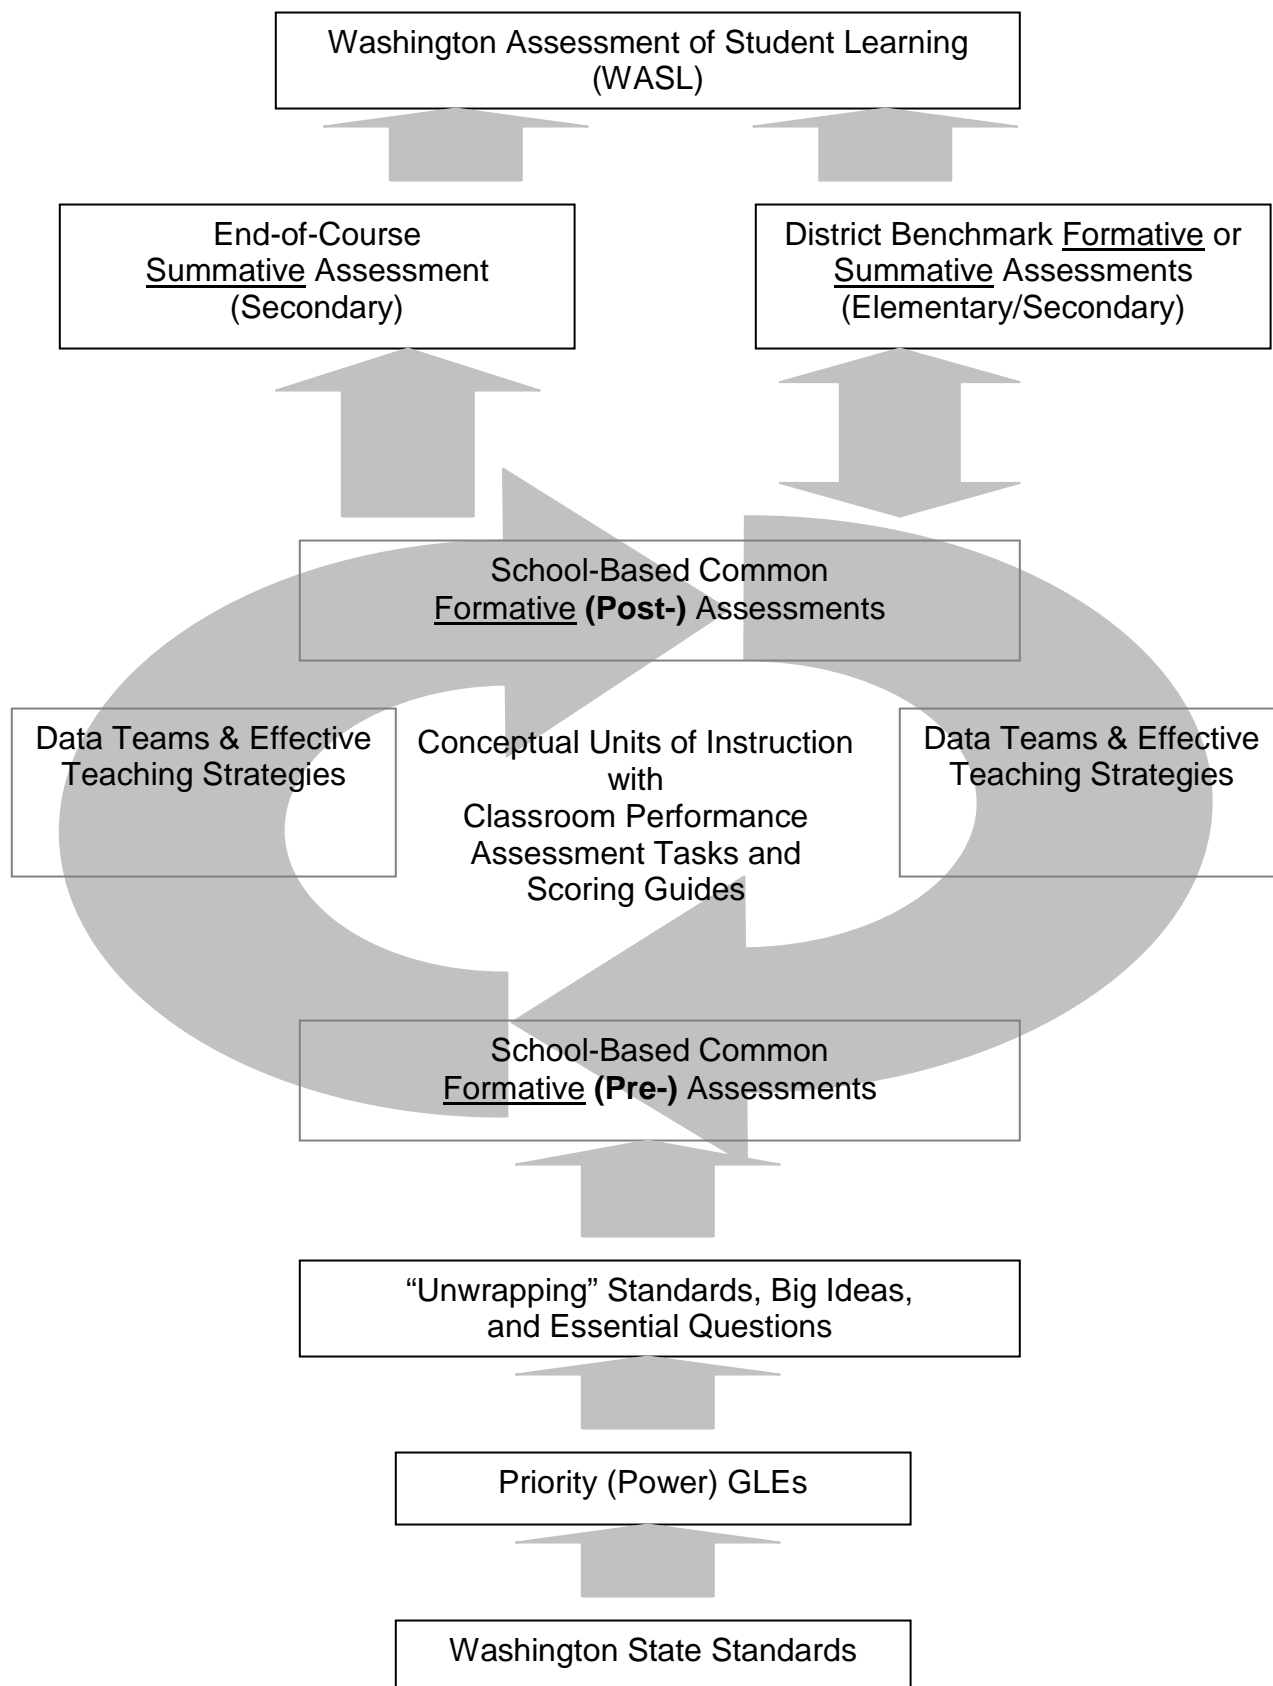 Washington Assessment of Student Learning
(WASL)
End-of-Course
Summative Assessment
(Secondary)
District Benchmark Formative or
Summative Assessments
(Elementary/Secondary)
School-Based Common
Formative (Post-) Assessments
Data Teams & Effective
Teaching Strategies
Conceptual Units of Instruction
with
Classroom Performance
Assessment Tasks and
Scoring Guides
Data Teams & Effective
Teaching Strategies
School-Based Common
Formative (Pre-) Assessments
“Unwrapping” Standards, Big Ideas,
and Essential Questions
Priority (Power) GLEs
Washington State Standards